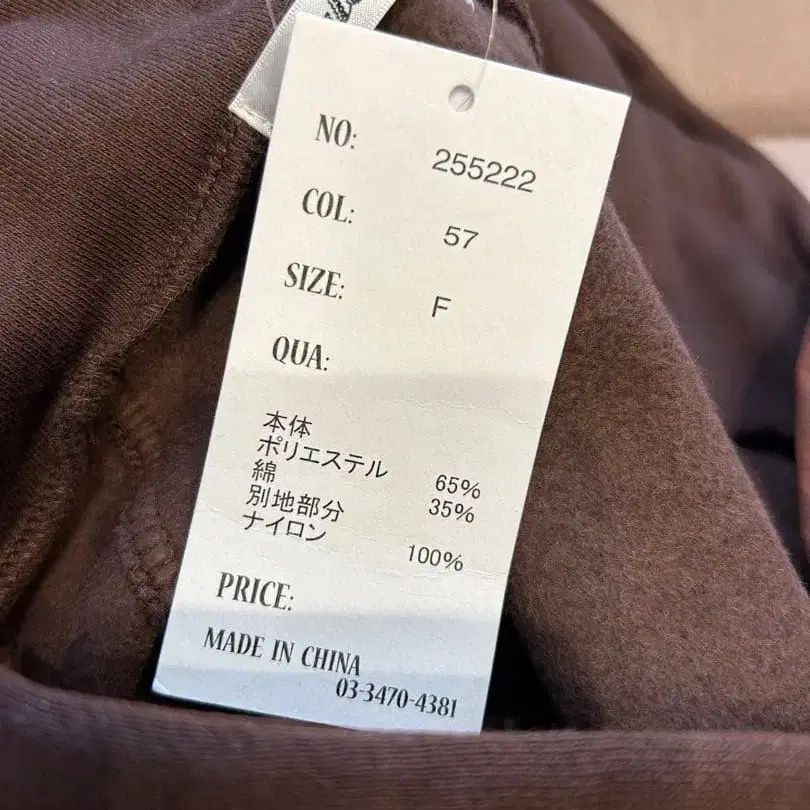 NO: 255222
COL: 57
SIZE: F
QUA:
本体
ポリエステル 65%
綿 35%
別地部分
ナイロン 100%
PRICE:
MADE IN CHINA
03-3470-4381